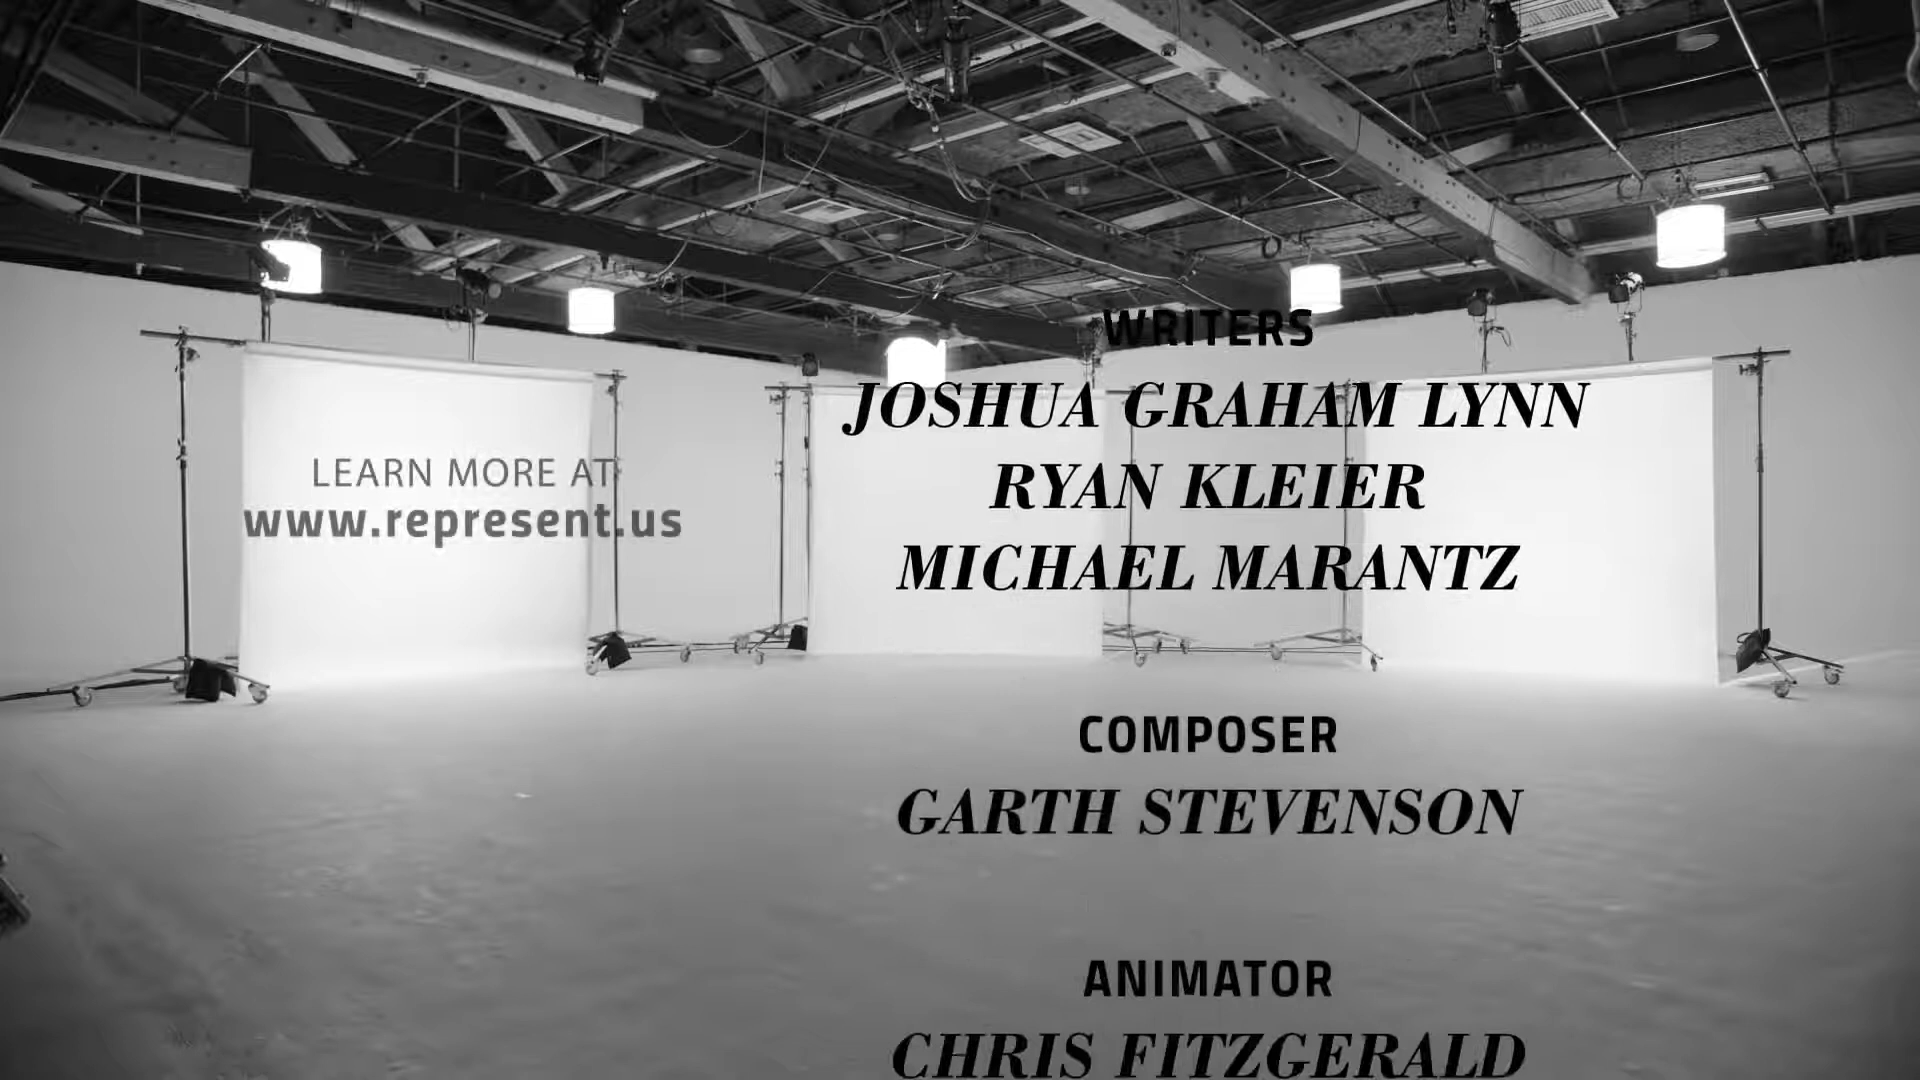 LEARN MORE AT
www.represent.us
WRITERS
JOSHUA GRAHAM LYNN
RYAN KLEIER
MICHAEL MARANTZ
COMPOSER
GARTH STEVENSON
ANIMATOR
CHRIS FITZGERALD